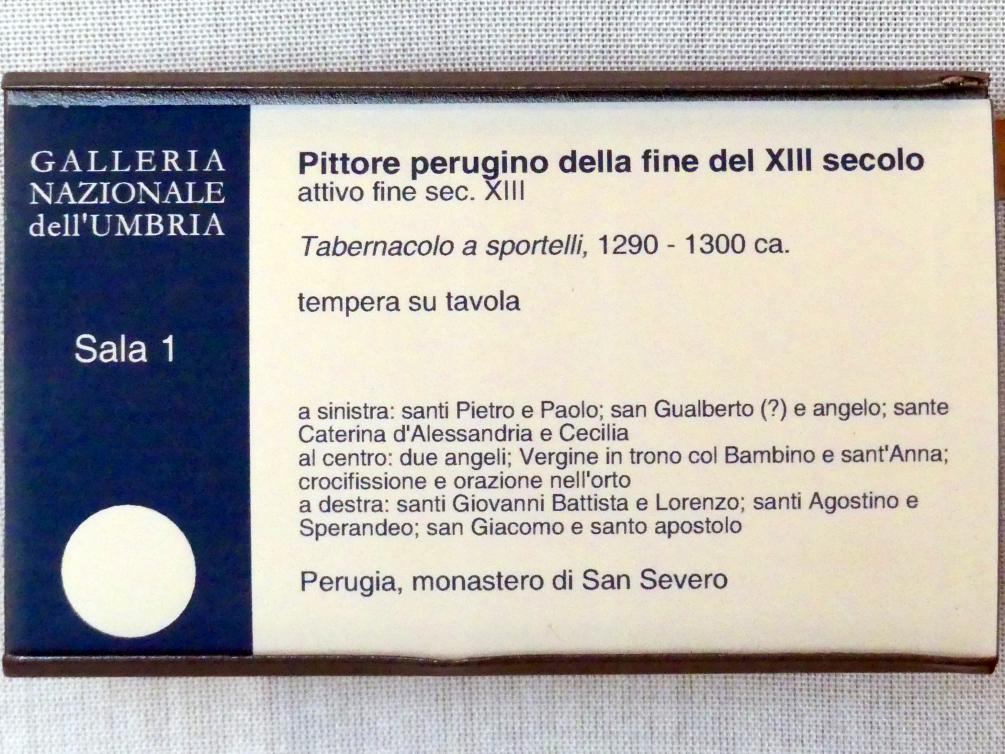 GALLERIA
NAZIONALE
dell'UMBRIA
Sala 1
Pittore perugino della fine del XIII secolo
attivo fine sec. XIII
Tabernacolo a sportelli, 1290 - 1300 ca.
tempera su tavola
a sinistra: santi Pietro e Paolo; san Gualberto (?) e angelo; sante
Caterina d'Alessandria e Cecilia
al centro: due angeli; Vergine in trono col Bambino e sant'Anna;
crocifissione e orazione nell'orto
a destra: santi Giovanni Battista e Lorenzo; santi Agostino e
Sperandeo; san Giacomo e santo apostolo
Perugia, monastero di San Severo